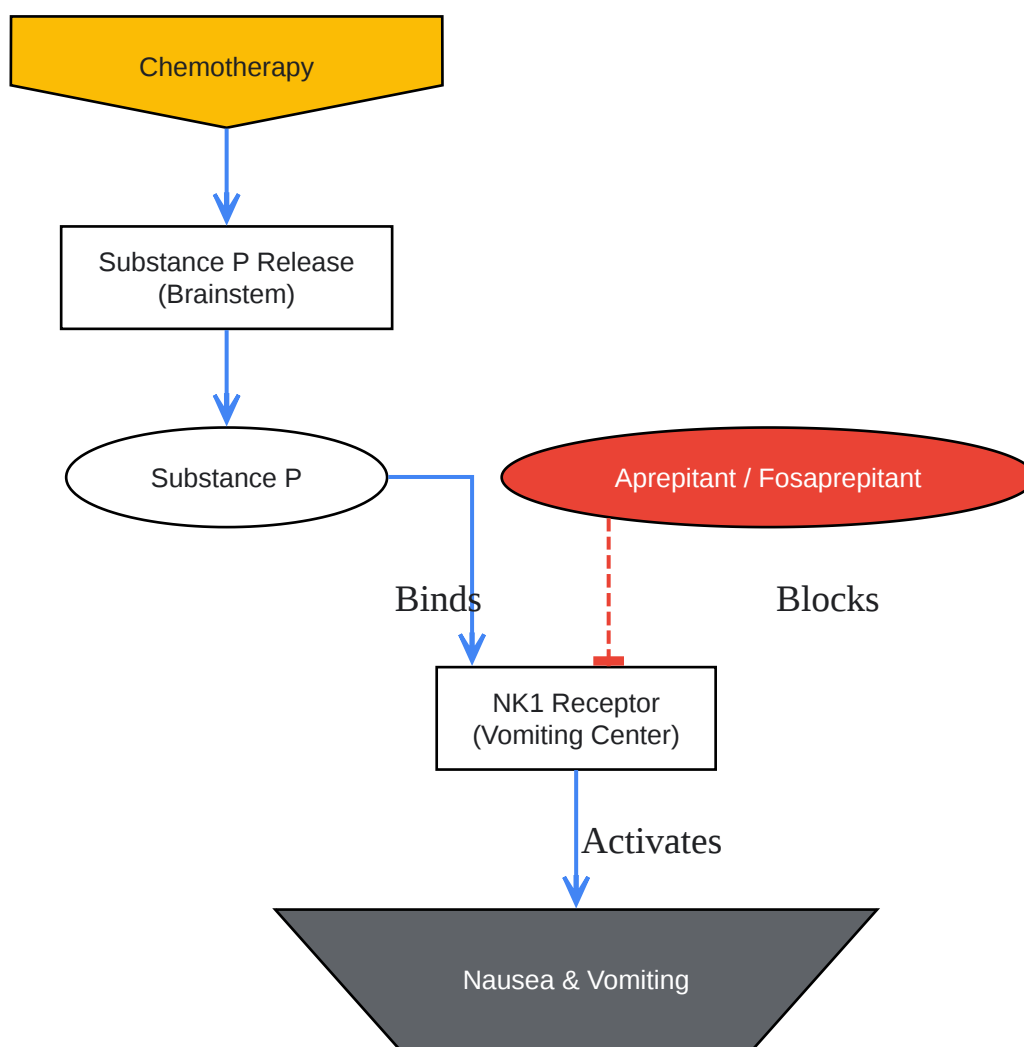 Chemotherapy
Substance P Release
(Brainstem)
Substance P
Aprepitant / Fosaprepitant
Binds
Blocks
NK1 Receptor
(Vomiting Center)
Activates
Nausea & Vomiting